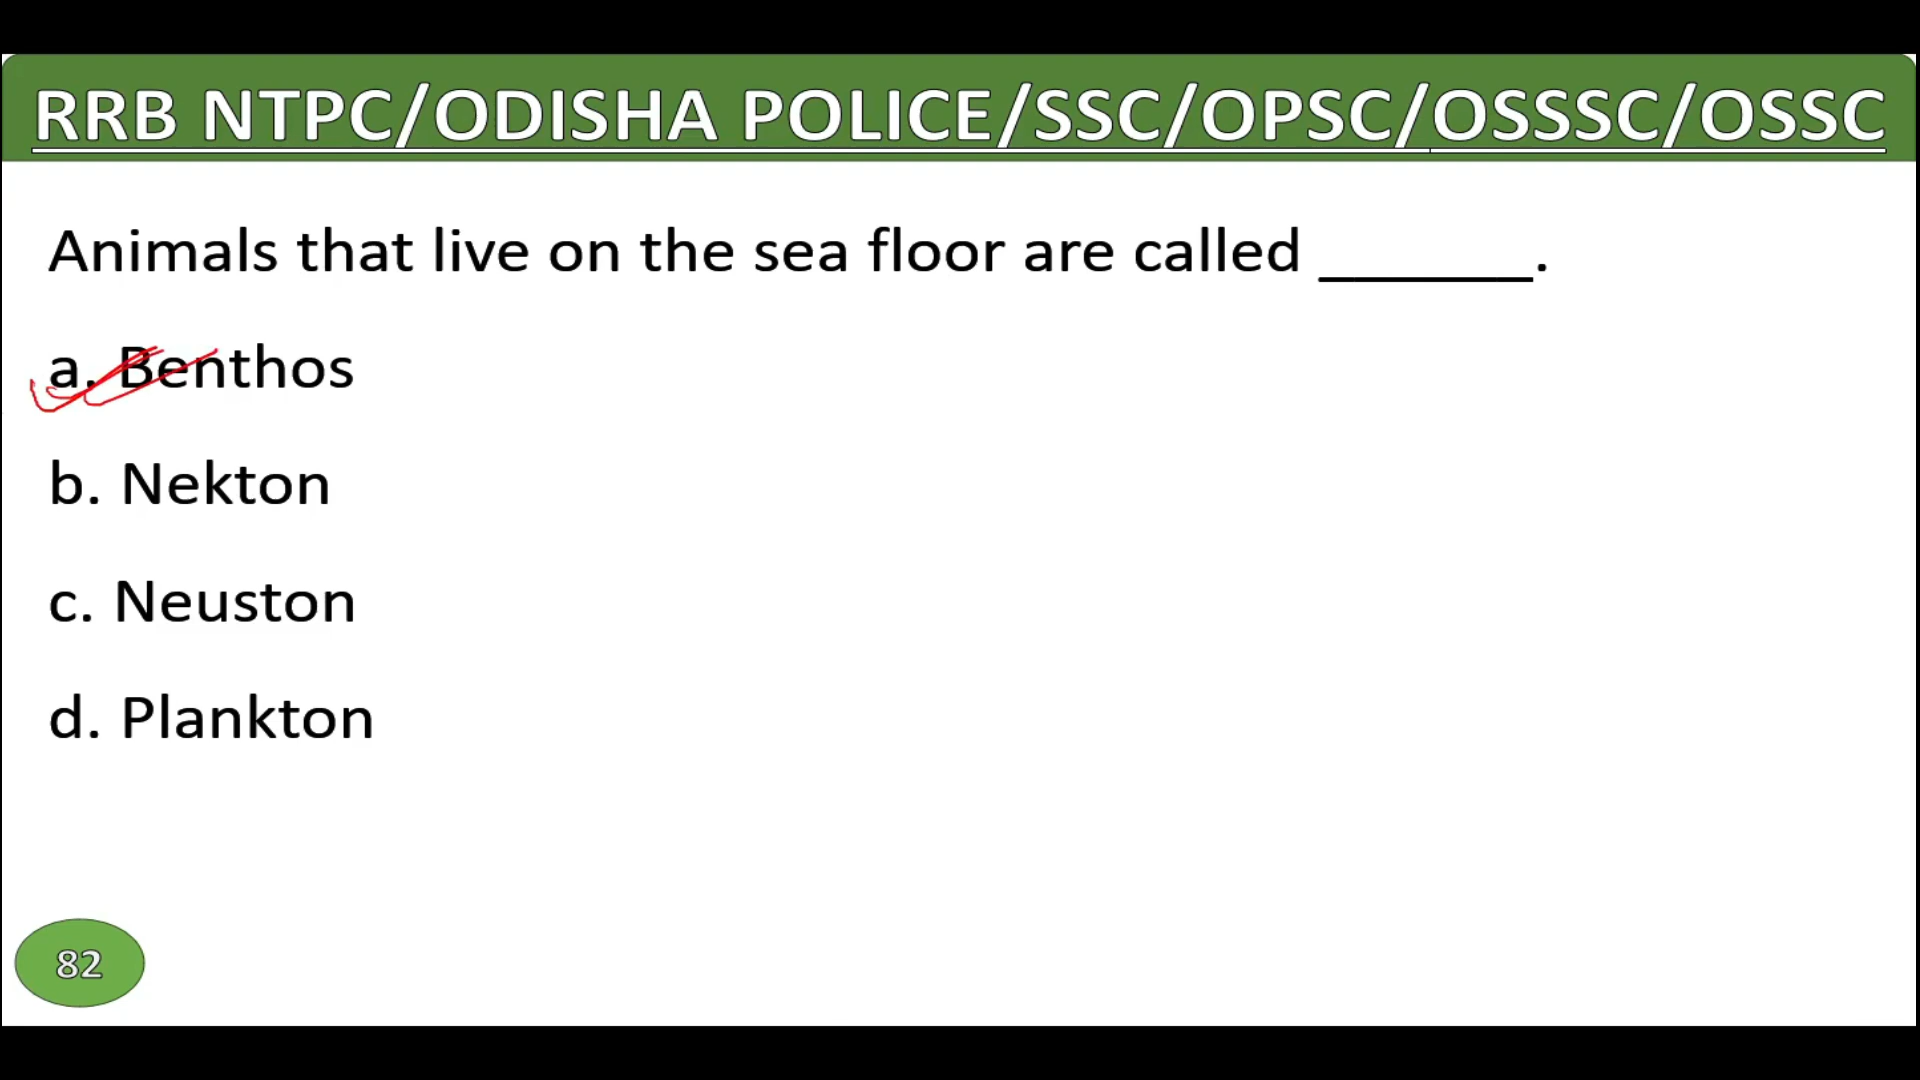 RRB NTPC/ODISHA POLICE/SSC/OPSC/OSSSC/OSSC
Animals that live on the sea floor are called ______.
a. Benthos
b. Nekton
c. Neuston
d. Plankton
82